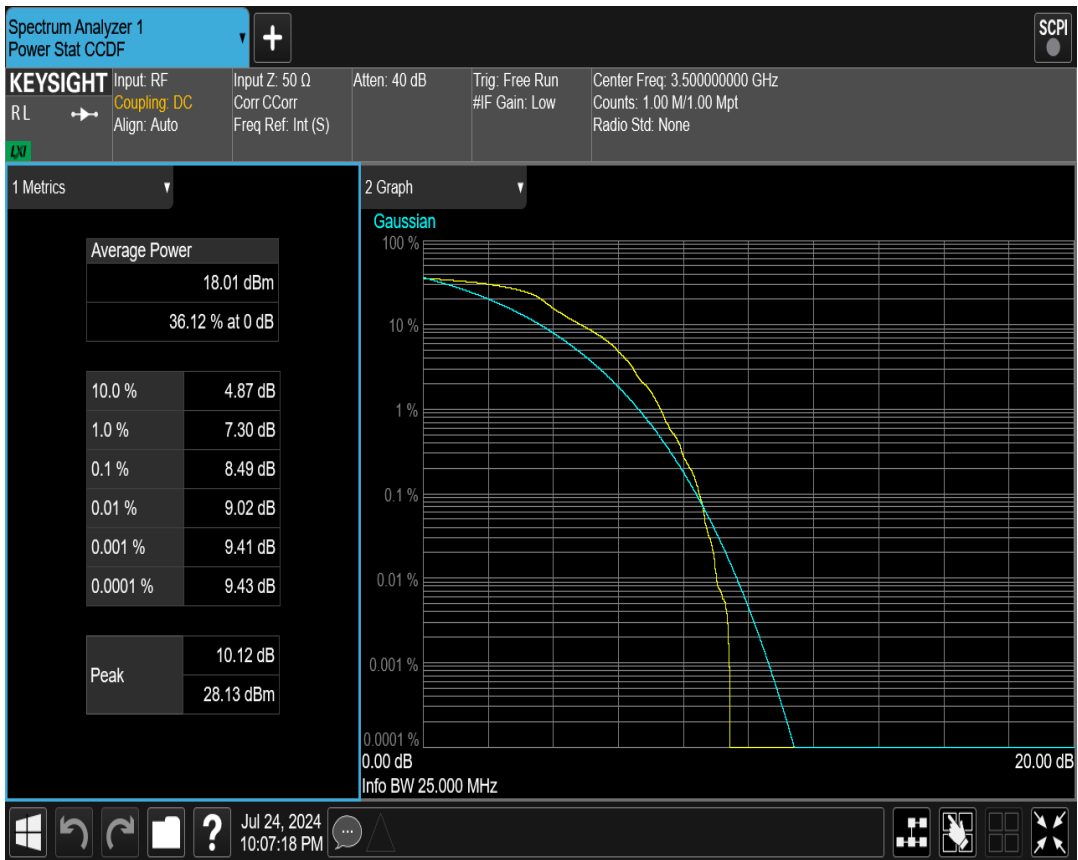 Spectrum Analyzer 1
Power Stat CCDF
+
SCPI
KEYSIGHT
RL
LXI
Input: RF
Coupling: DC
Align: Auto
Input Z: 50 Ω
Corr CCorr
Freq Ref: Int (S)
Atten: 40 dB
Trig: Free Run
#IF Gain: Low
Center Freq: 3.500000000 GHz
Counts: 1.00 M/1.00 Mpt
Radio Std: None
1 Metrics
Average Power
18.01 dBm
36.12 % at 0 dB
10.0 % 4.87 dB
1.0 % 7.30 dB
0.1 % 8.49 dB
0.01 % 9.02 dB
0.001 % 9.41 dB
0.0001 % 9.43 dB
Peak
10.12 dB
28.13 dBm
2 Graph
Gaussian
100 %
10 %
1 %
0.1 %
0.01 %
0.001 %
0.0001 %
0.00 dB 20.00 dB
Info BW 25.000 MHz
?
Jul 24, 2024
10:07:18 PM